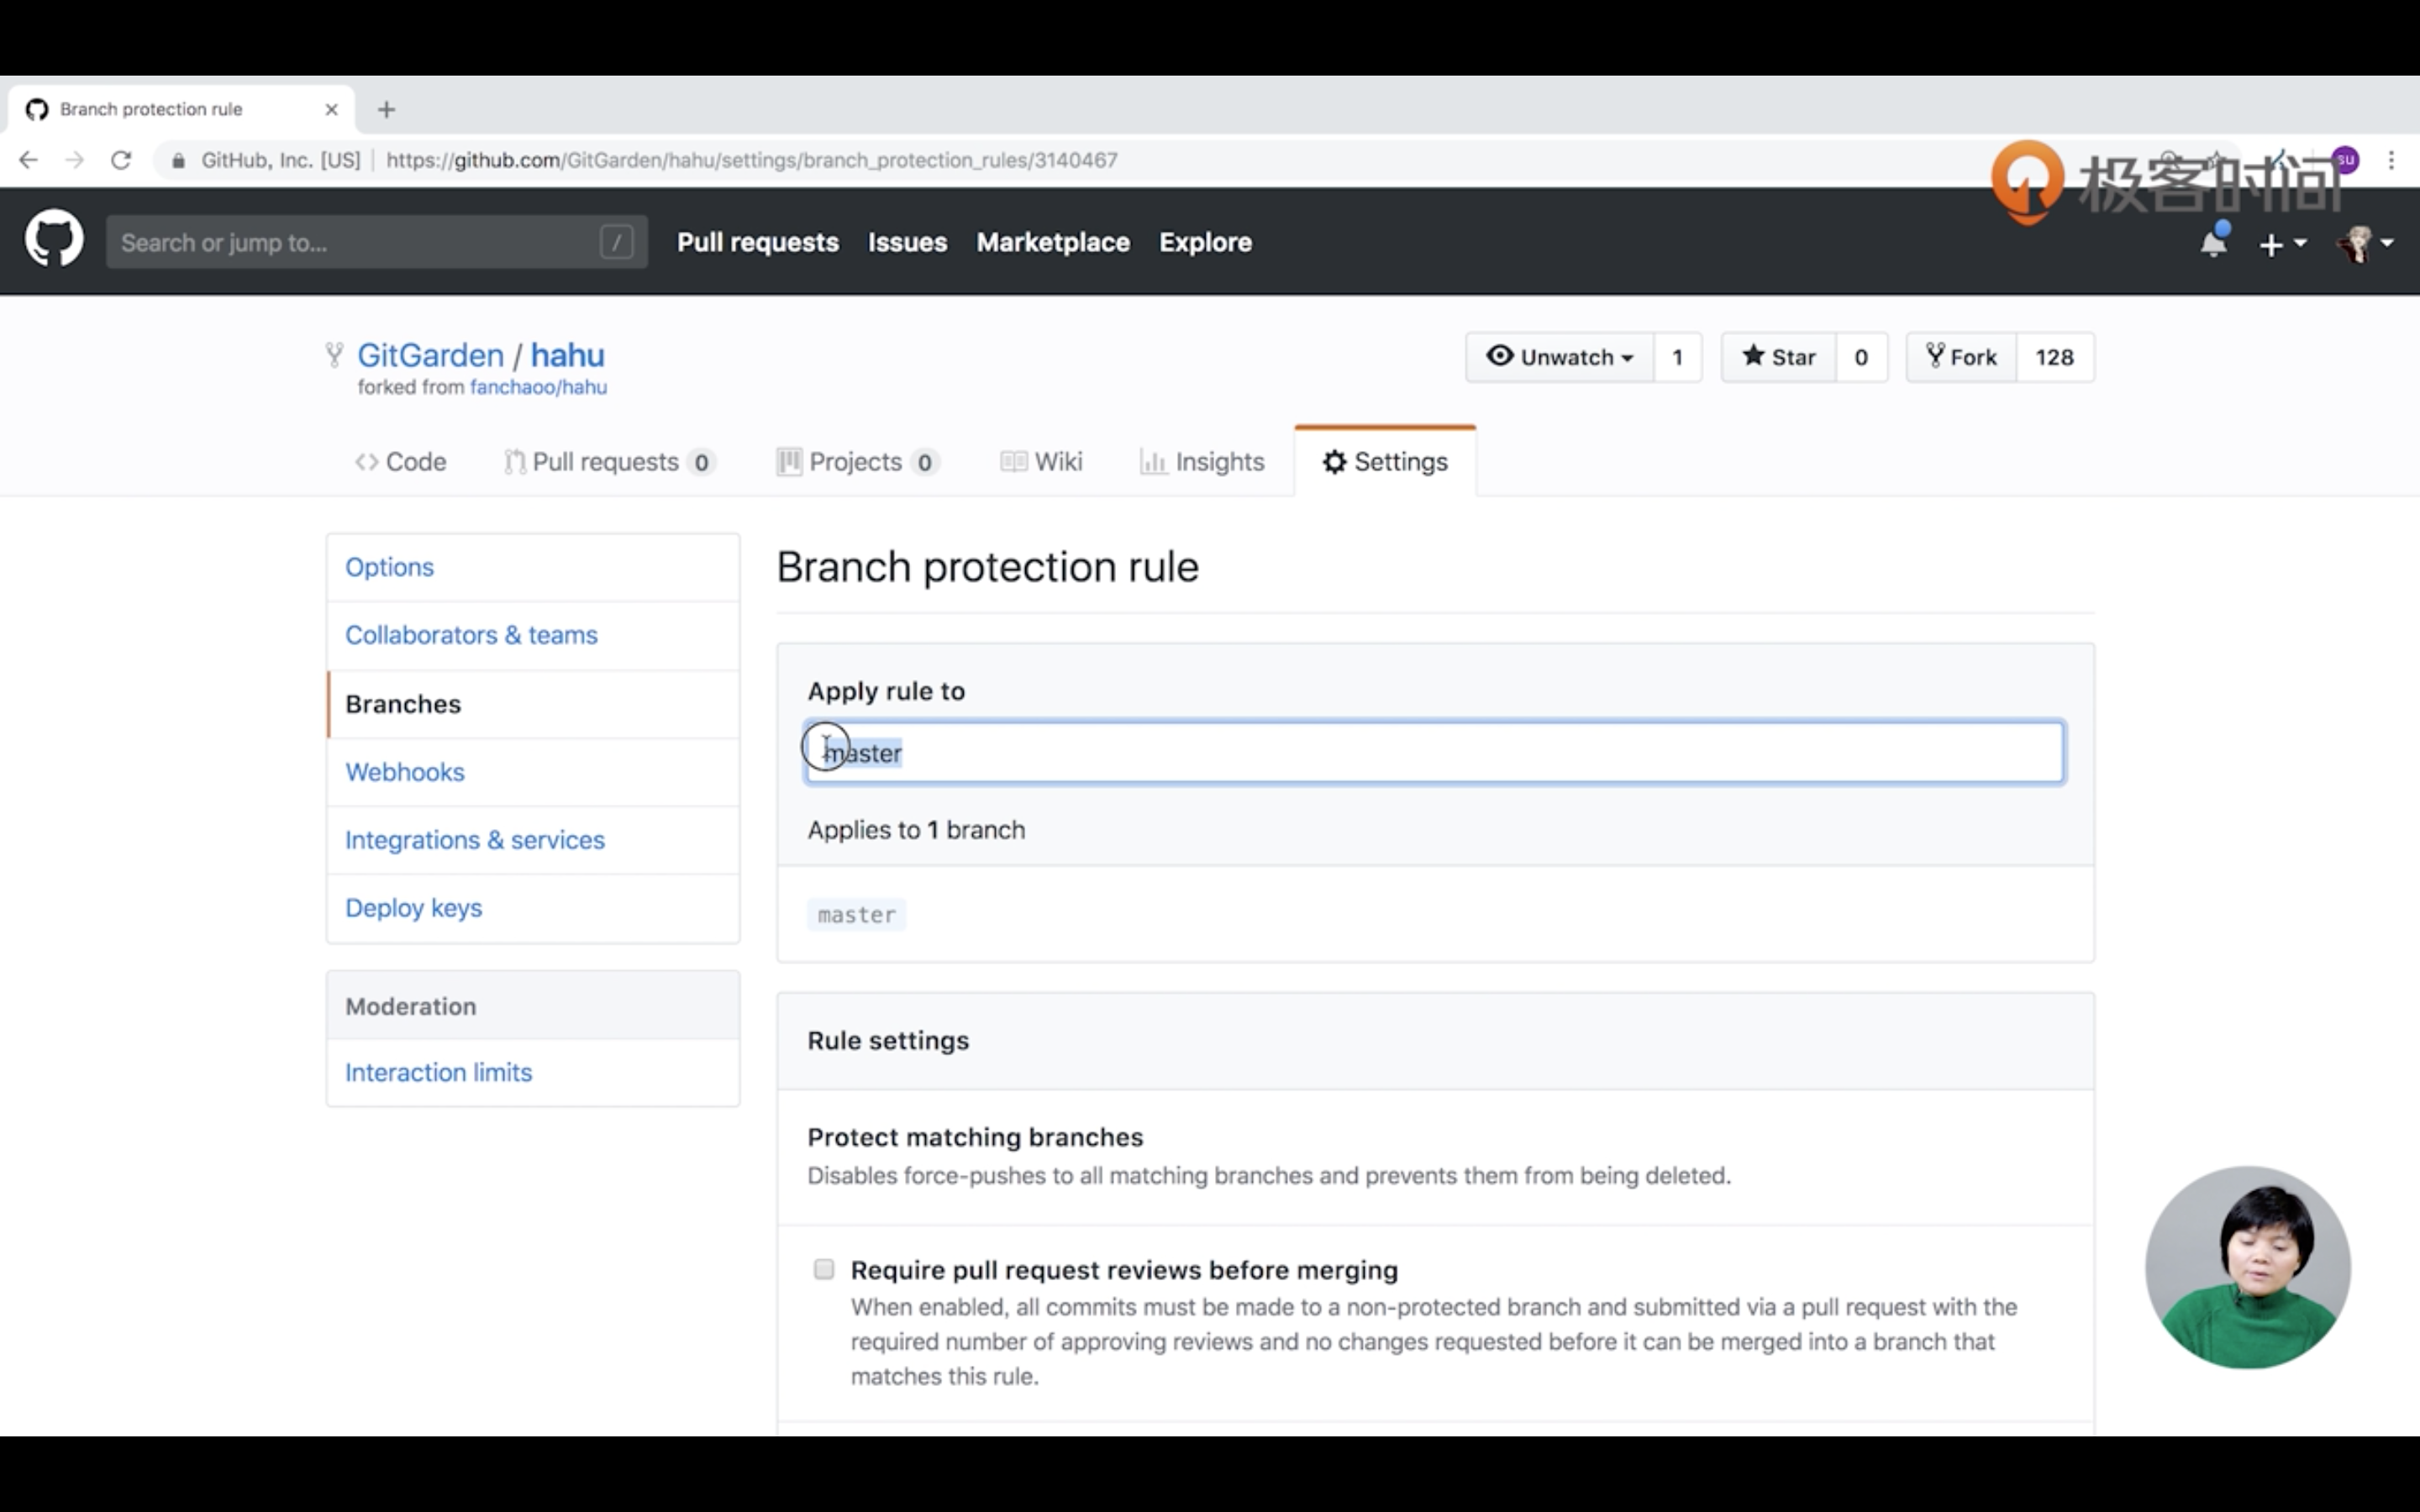 Branch protection rule
GitHub, Inc. [US] | https://github.com/GitGarden/hahu/settings/branch_protection_rules/3140467
su
极客时间
Search or jump to... /
Pull requests Issues Marketplace Explore
GitGarden / hahu
forked from fanchaoo/hahu
Unwatch 1 Star 0 Fork 128
Code Pull requests 0 Projects 0 Wiki Insights Settings
Options
Collaborators & teams
Branches
Webhooks
Integrations & services
Deploy keys
Moderation
Interaction limits
Branch protection rule
Apply rule to
master
Applies to 1 branch
master
Rule settings
Protect matching branches
Disables force-pushes to all matching branches and prevents them from being deleted.
Require pull request reviews before merging
When enabled, all commits must be made to a non-protected branch and submitted via a pull request with the
required number of approving reviews and no changes requested before it can be merged into a branch that
matches this rule.